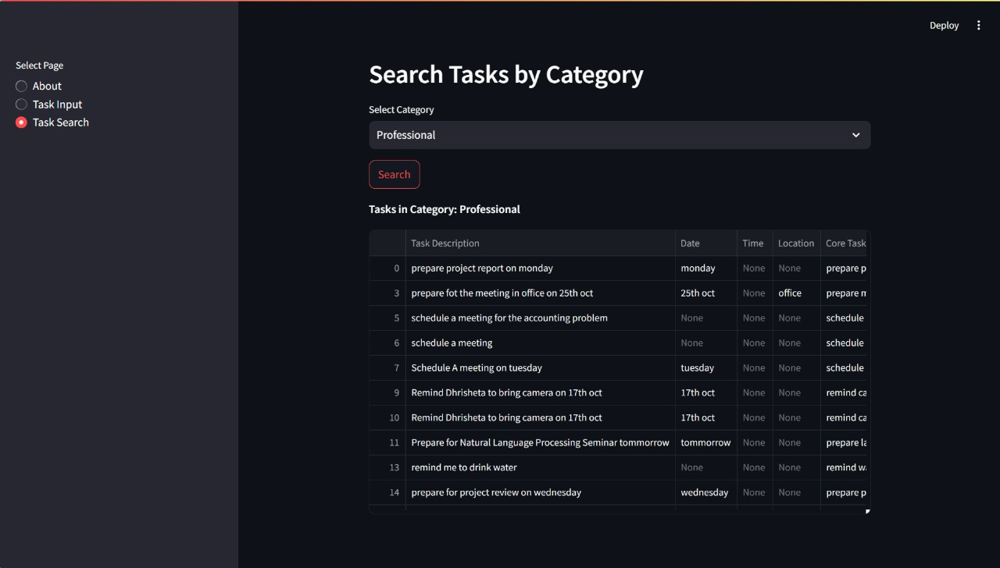 Deploy
Select Page
About
Task Input
Task Search
Search Tasks by Category
Select Category
Professional
Search
Tasks in Category: Professional
Task Description Date Time Location Core Task
0 prepare project report on monday monday None None prepare p
3 prepare fot the meeting in office on 25th oct 25th oct None office prepare m
5 schedule a meeting for the accounting problem None None None schedule
6 schedule a meeting None None None schedule
7 Schedule A meeting on tuesday tuesday None None schedule
9 Remind Dhrisheta to bring camera on 17th oct 17th oct None None remind ca
10 Remind Dhrisheta to bring camera on 17th oct 17th oct None None remind ca
11 Prepare for Natural Language Processing Seminar tommorrow tommorrow None None prepare la
13 remind me to drink water None None None remind wa
14 prepare for project review on wednesday wednesday None None prepare p